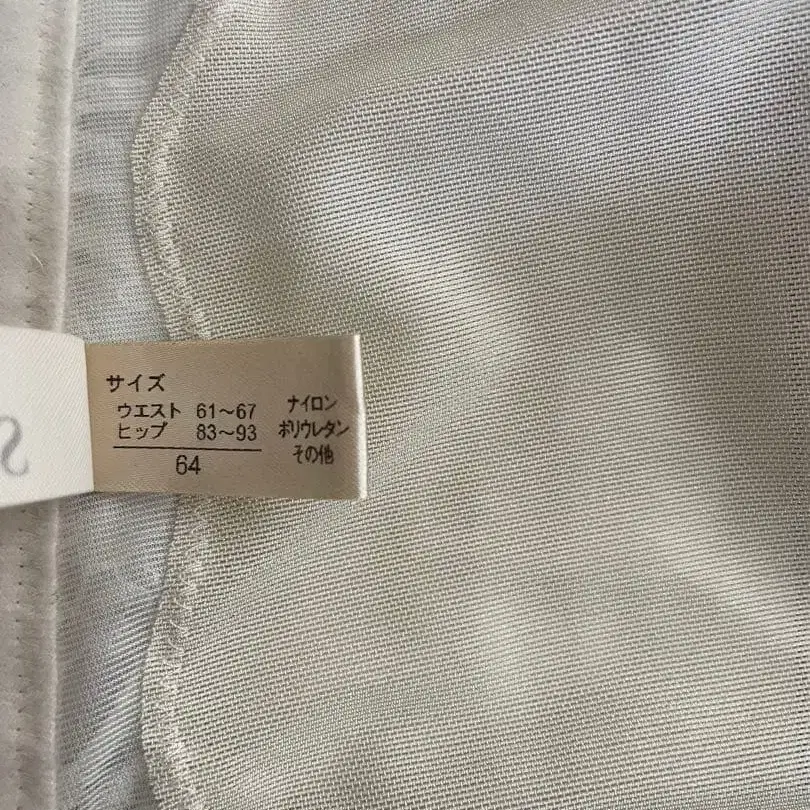 サイズ
ウエスト 61〜67
ヒップ 83〜93
64
ナイロン
ポリウレタン
その他